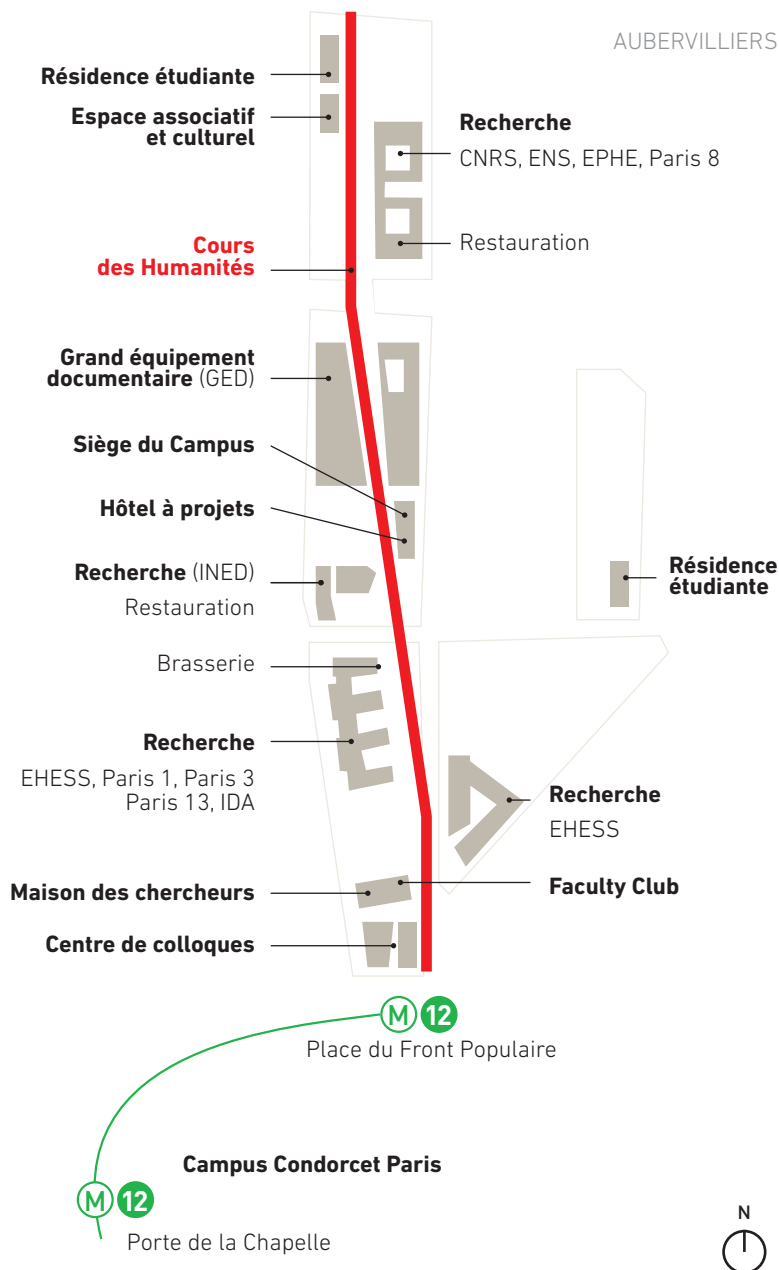 AUBERVILLIERS
Résidence étudiante
Espace associatif
et culturel
Recherche
CNRS, ENS, EPHE, Paris 8
Restauration
Cours
des Humanités
Grand équipement
documentaire (GED)
Siège du Campus
Hôtel à projets
Recherche (INED)
Restauration
Résidence
étudiante
Brasserie
Recherche
EHESS, Paris 1, Paris 3
Paris 13, IDA
Recherche
EHESS
Maison des chercheurs
Faculty Club
Centre de colloques
M 12
Place du Front Populaire
Campus Condorcet Paris
M 12
Porte de la Chapelle
N